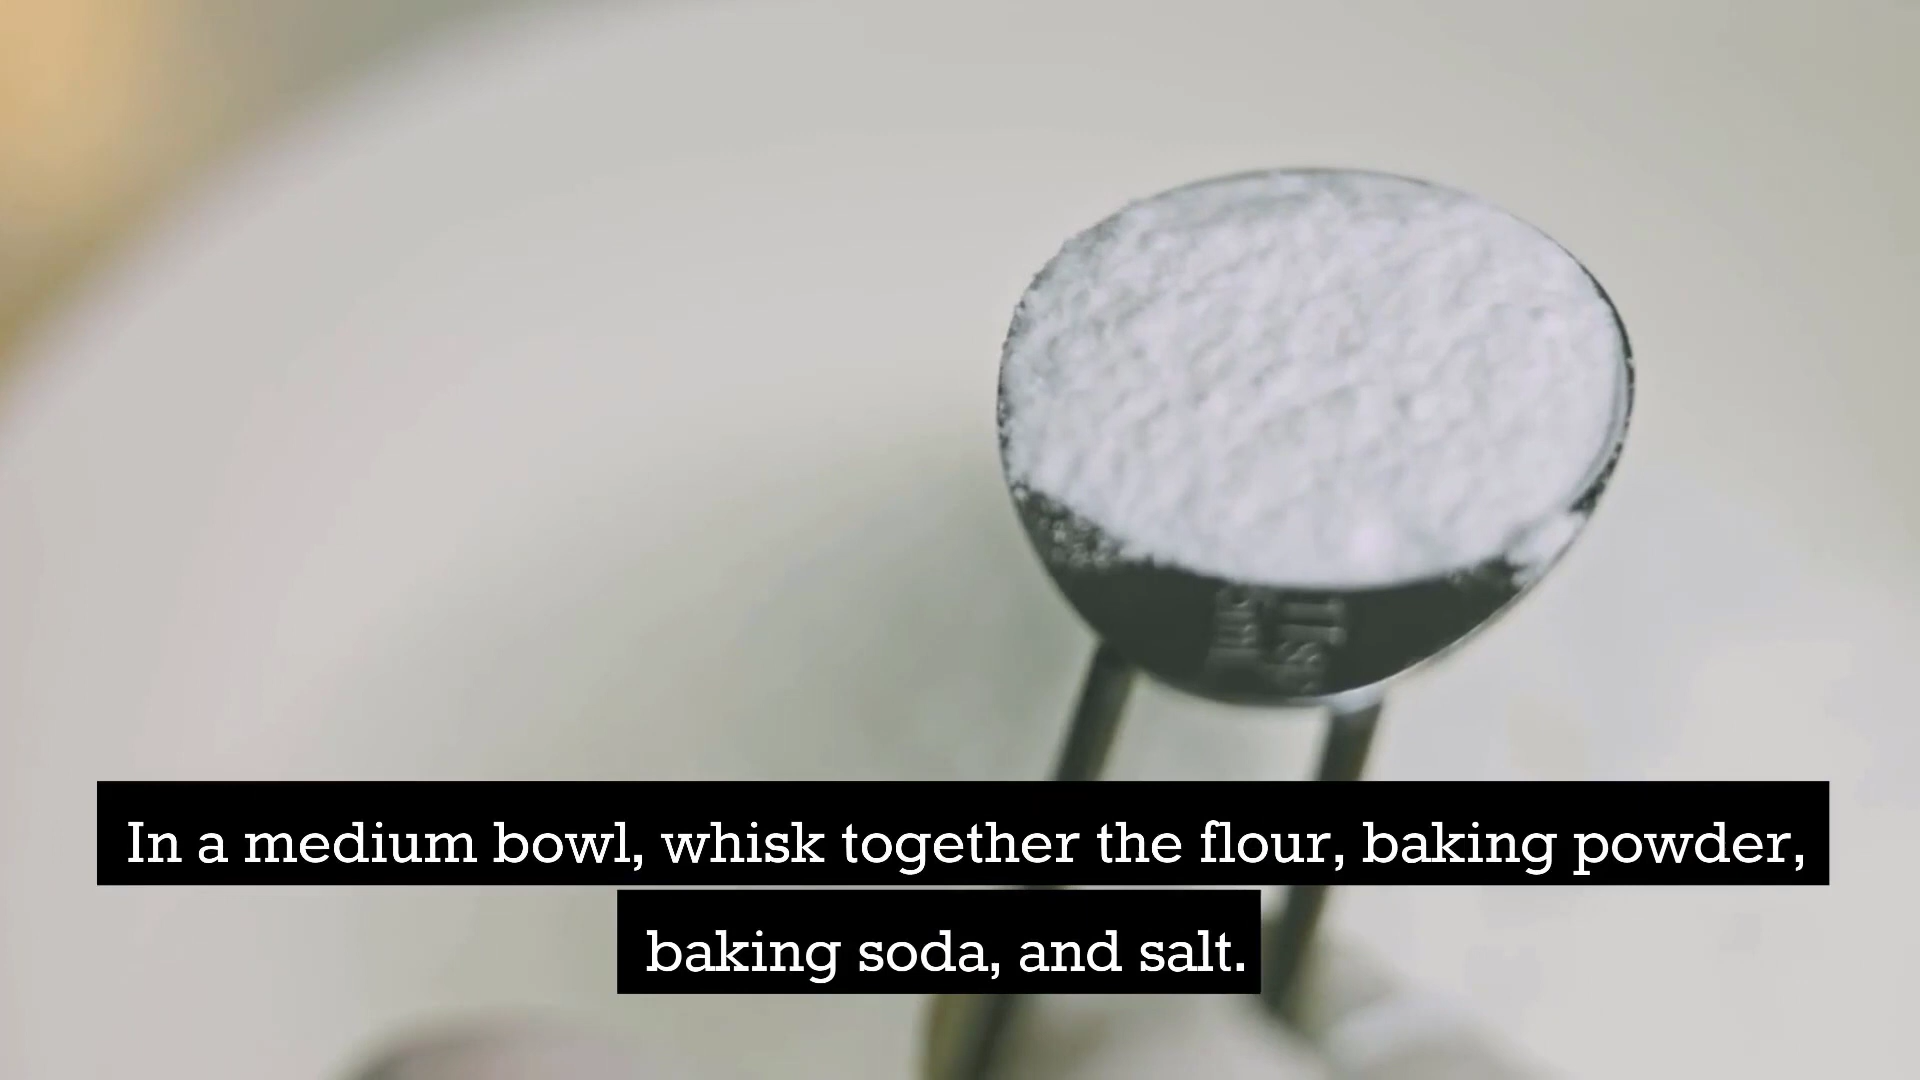 In a medium bowl, whisk together the flour, baking powder,
baking soda, and salt.